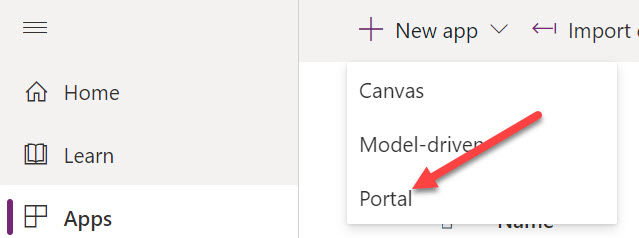 New app
Import
Home
Canvas
Learn
Model-driven
Portal
Apps
Name